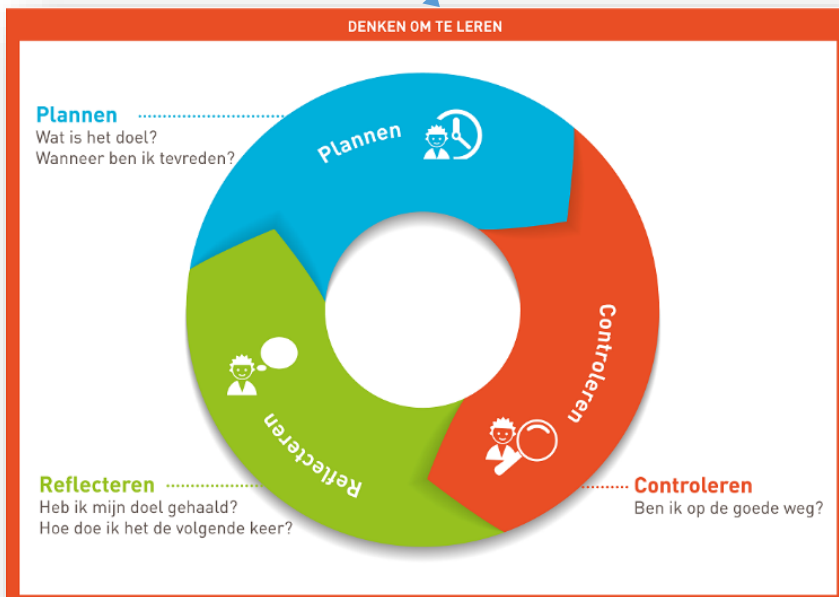 DENKEN OM TE LEREN
Plannen
Wat is het doel?
Wanneer ben ik tevreden?
Plannen
Controleren
Reflecteren
Reflecteren
Heb ik mijn doel gehaald?
Hoe doe ik het de volgende keer?
Controleren
Ben ik op de goede weg?